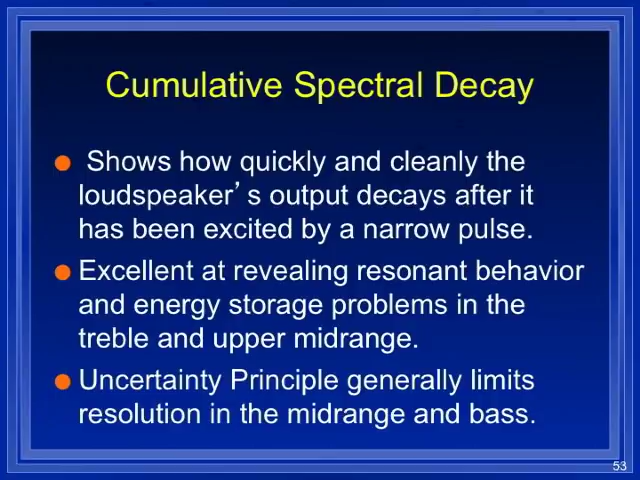 Cumulative Spectral Decay
Shows how quickly and cleanly the
loudspeaker’s output decays after it
has been excited by a narrow pulse.
Excellent at revealing resonant behavior
and energy storage problems in the
treble and upper midrange.
Uncertainty Principle generally limits
resolution in the midrange and bass.
53